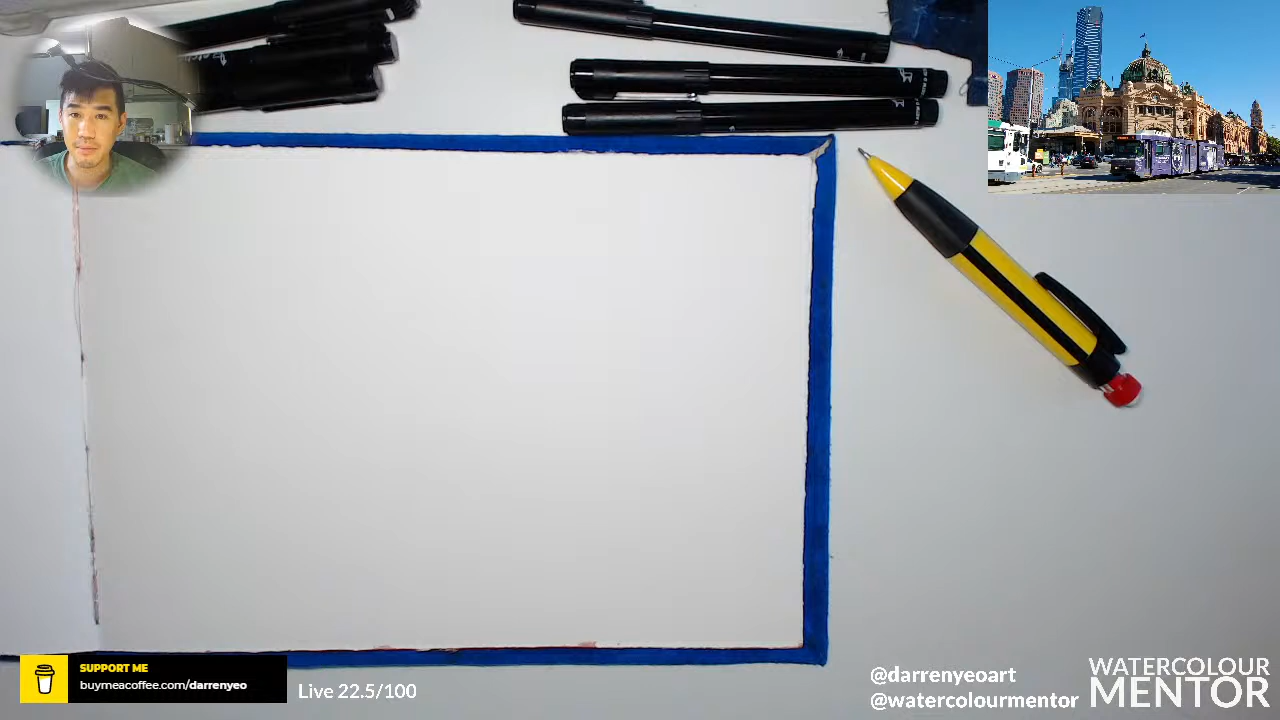 SUPPORT ME
buymeacoffee.com/darrenyeo
Live 22.5/100
@darrenyeoart
@watercolourmentor
WATERCOLOUR
MENTOR